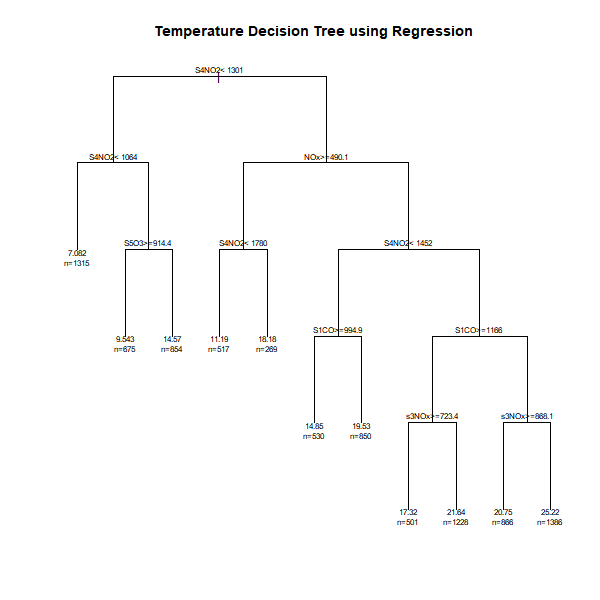 Temperature Decision Tree using Regression
S4NO2< 1301
S4NO2< 1064
NOx>=490.1
7.082
n=1315
S5O3>=914.4
S4NO2< 1780
S4NO2< 1452
9.543
n=675
14.57
n=854
11.19
n=517
18.18
n=269
S1CO>=994.9
S1CO>=1166
14.85
n=530
19.53
n=850
s3NOx>=723.4
s3NOx>=868.1
17.32
n=501
21.64
n=1228
20.75
n=866
25.22
n=1386